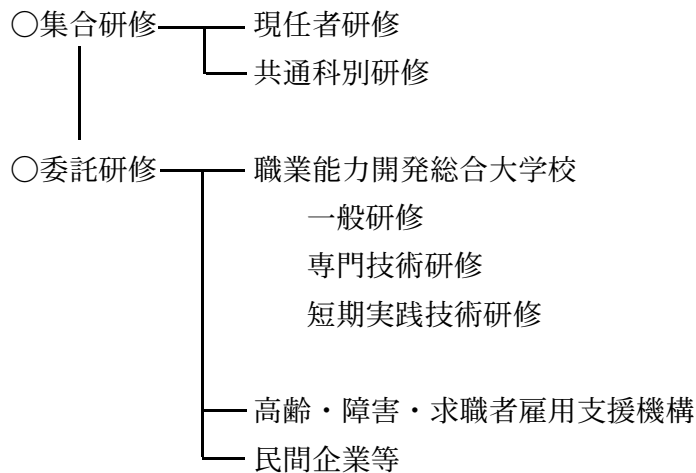 ○集合研修
現任者研修
共通科別研修
○委託研修
職業能力開発総合大学校
一般研修
専門技術研修
短期実践技術研修
高齢・障害・求職者雇用支援機構
民間企業等